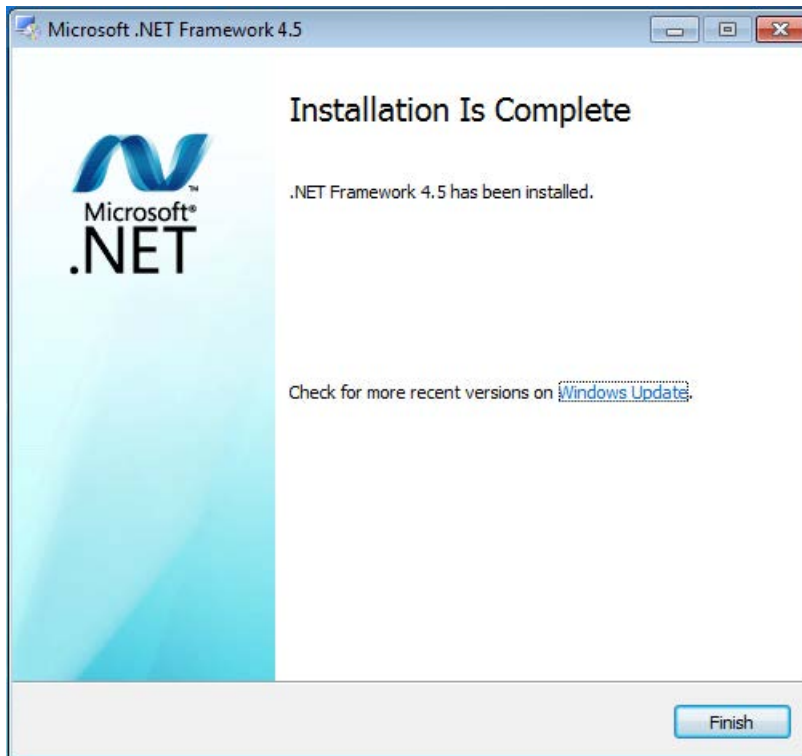 Microsoft .NET Framework 4.5
Installation Is Complete
Microsoft®
.NET™
.NET Framework 4.5 has been installed.
Check for more recent versions on Windows Update.
Finish